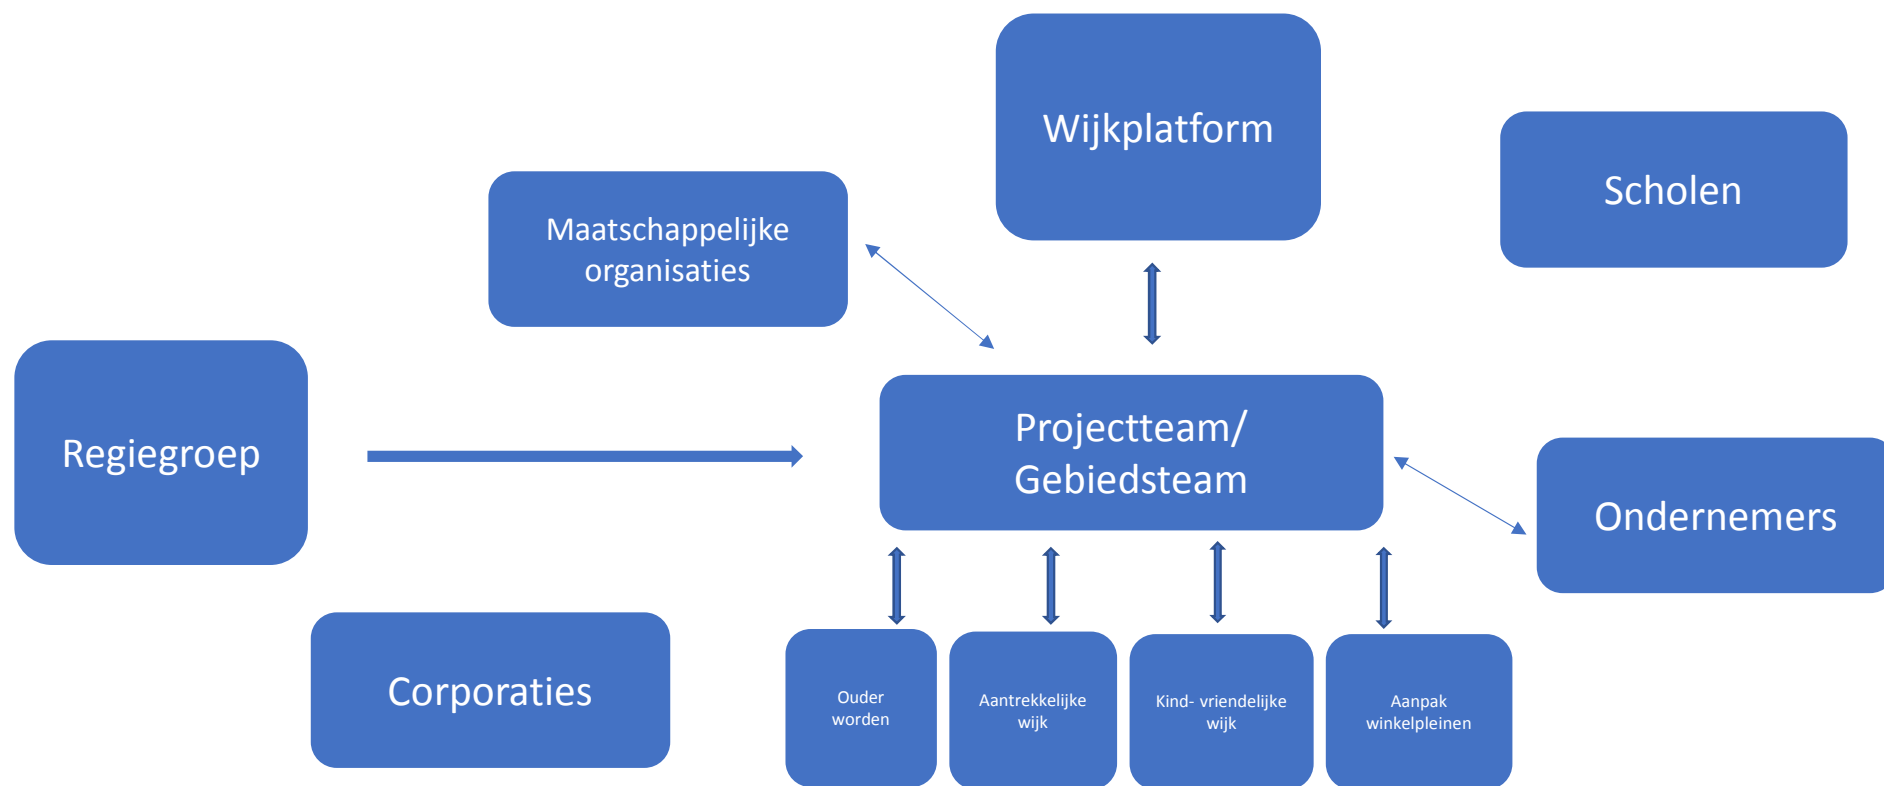 Wijkplatform
Scholen
Maatschappelijke
organisaties
Regiegroep
Projectteam/
Gebiedsteam
Ondernemers
Corporaties
Ouder
worden
Aantrekkelijke
wijk
Kind- vriendelijke
wijk
Aanpak
winkelpleinen